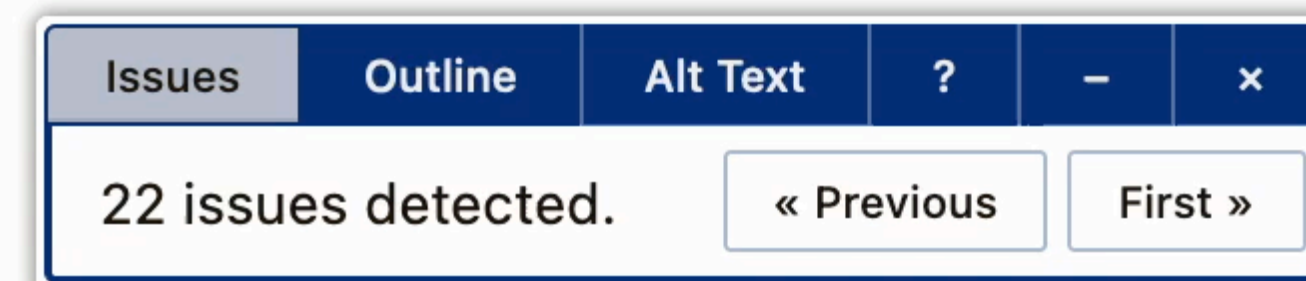 Issues Outline Alt Text ? – ×
22 issues detected. « Previous First »